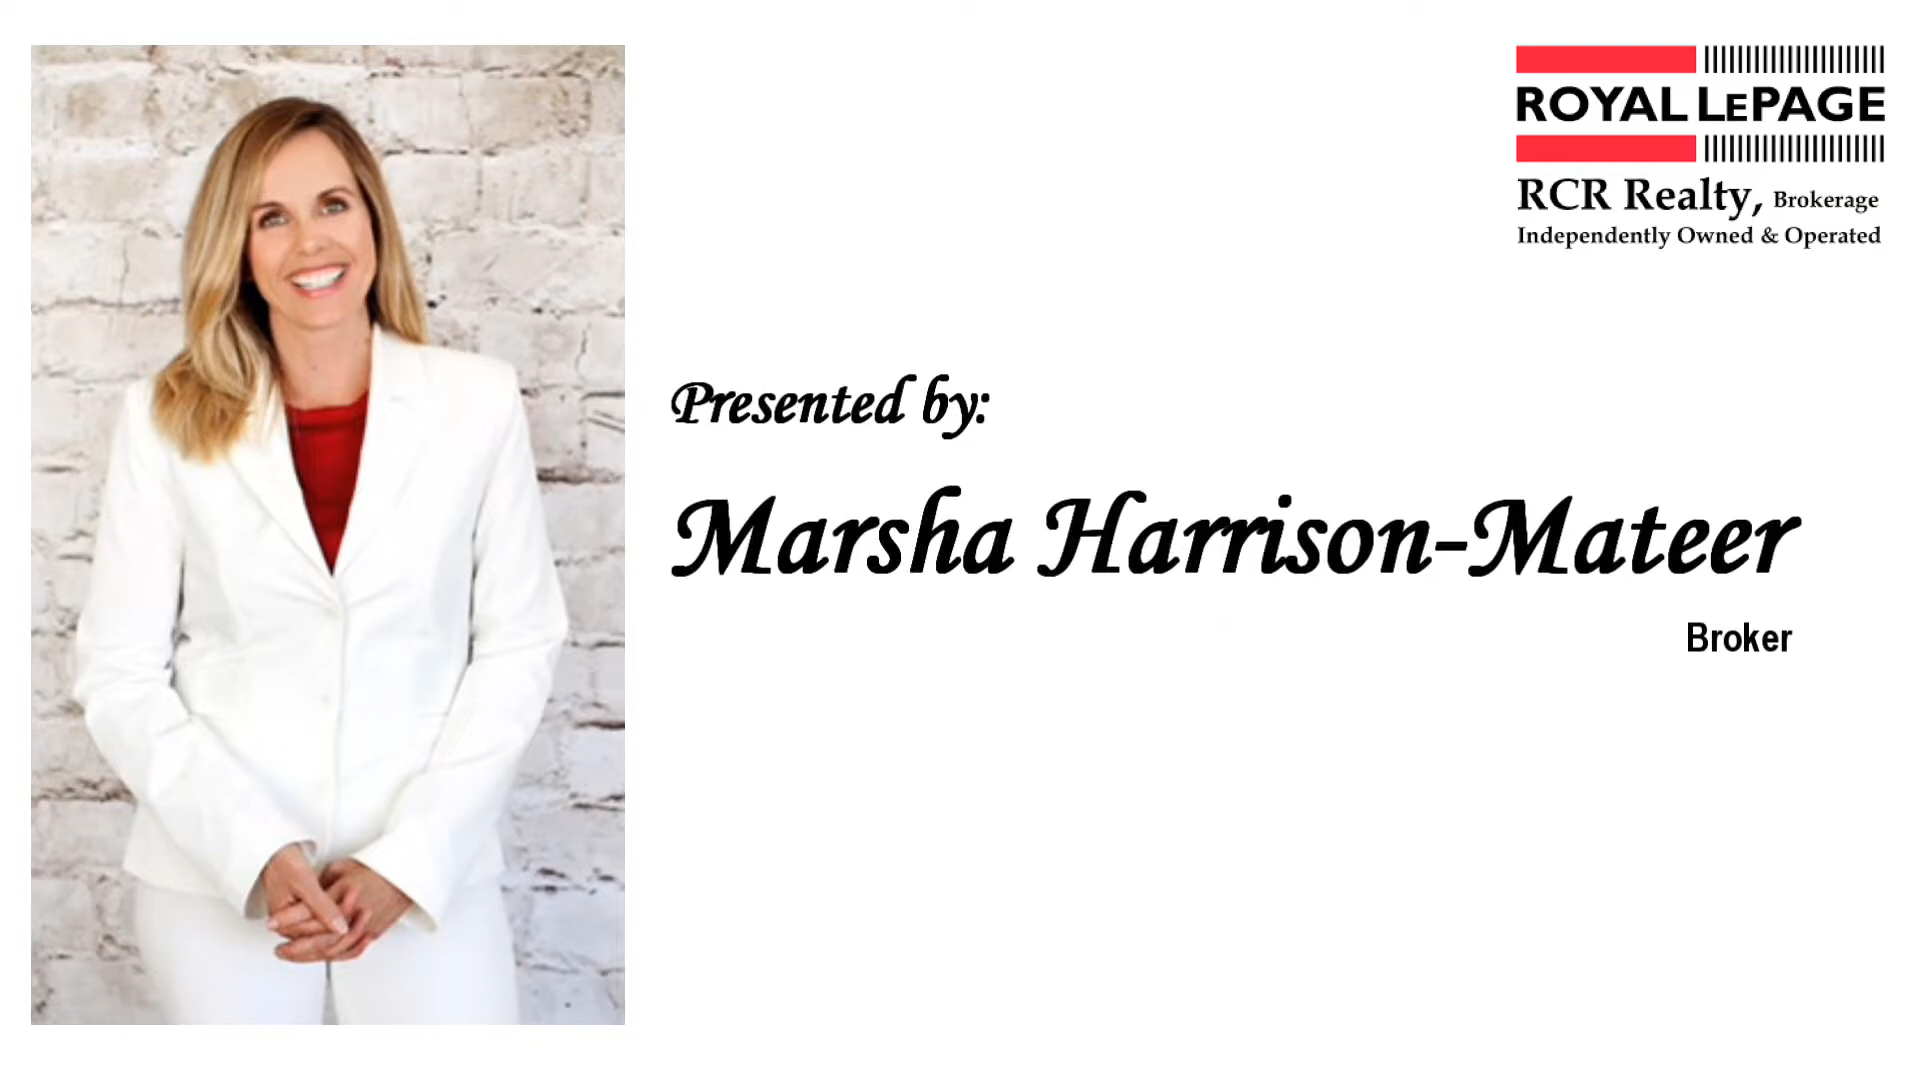 ROYAL LEPAGE
RCR Realty, Brokerage
Independently Owned & Operated
Presented by:
Marsha Harrison-Mateer
Broker